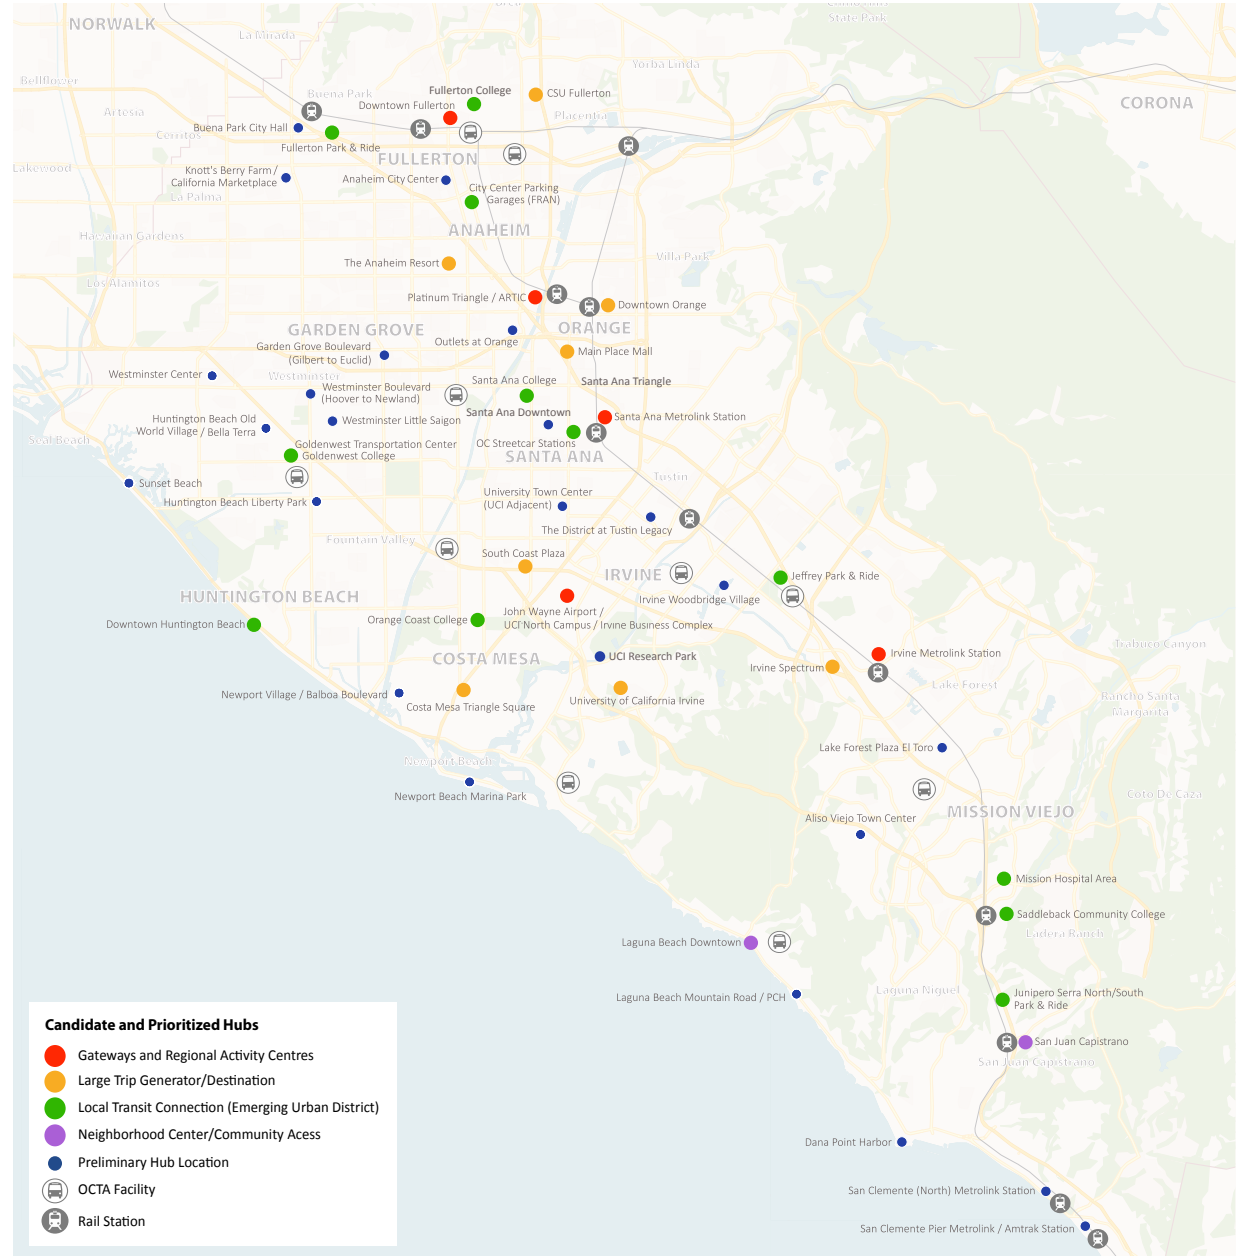 NORWALK
La Mirada
State Park
Yorba Linda
Bellflower
Buena Park
Fullerton College
CSU Fullerton
Downtown Fullerton
Artesia
Placentia
CORONA
Buena Park City Hall
Cerritos
Fullerton Park & Ride
FULLERTON
Lakewood
Knott's Berry Farm /
California Marketplace
La Palma
Anaheim City Center
City Center Parking
Garages (FRAN)
ANAHEIM
Hawaiian Gardens
The Anaheim Resort
Villa Park
Los Alamitos
Platinum Triangle / ARTIC
Downtown Orange
GARDEN GROVE
ORANGE
Outlets at Orange
Garden Grove Boulevard
(Gilbert to Euclid)
Main Place Mall
Westminster Center
Westminster
Westminster Boulevard
(Hoover to Newland)
Santa Ana College
Santa Ana Triangle
Huntington Beach Old
World Village / Bella Terra
Westminster Little Saigon
Santa Ana Downtown
Santa Ana Metrolink Station
Seal Beach
Goldenwest Transportation Center
Goldenwest College
OC Streetcar Stations
SANTA ANA
Sunset Beach
Tustin
Huntington Beach Liberty Park
University Town Center
(UCI Adjacent)
The District at Tustin Legacy
Fountain Valley
South Coast Plaza
IRVINE
Jeffrey Park & Ride
HUNTINGTON BEACH
Irvine Woodbridge Village
Downtown Huntington Beach
Orange Coast College
John Wayne Airport /
UCI North Campus / Irvine Business Complex
COSTA MESA
UCI Research Park
Irvine Metrolink Station
Trabuco Canyon
Irvine Spectrum
Lake Forest
Newport Village / Balboa Boulevard
Costa Mesa Triangle Square
University of California Irvine
Rancho Santa
Margarita
Lake Forest Plaza El Toro
Newport Beach
Newport Beach Marina Park
Coto De Caza
MISSION VIEJO
Aliso Viejo Town Center
Mission Hospital Area
Saddleback Community College
Ladera Ranch
Laguna Beach Downtown
Laguna Beach Mountain Road / PCH
Laguna Niguel
Junipero Serra North/South
Park & Ride
San Juan Capistrano
San Juan Capistrano
Dana Point Harbor
San Clemente (North) Metrolink Station
San Clemente Pier Metrolink / Amtrak Station
Candidate and Prioritized Hubs
Gateways and Regional Activity Centres
Large Trip Generator/Destination
Local Transit Connection (Emerging Urban District)
Neighborhood Center/Community Acess
Preliminary Hub Location
OCTA Facility
Rail Station